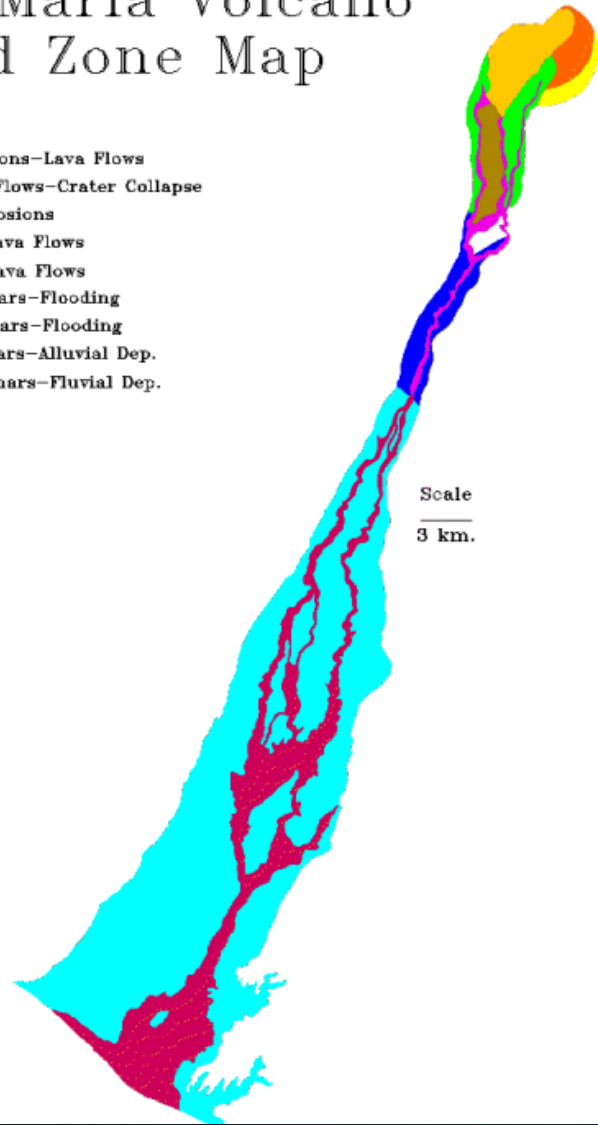 Maria Volcano
d Zone Map
ons-Lava Flows
Flows-Crater Collapse
osions
ava Flows
ava Flows
ars-Flooding
ars-Flooding
ars-Alluvial Dep.
hars-Fluvial Dep.
Scale
3 km.